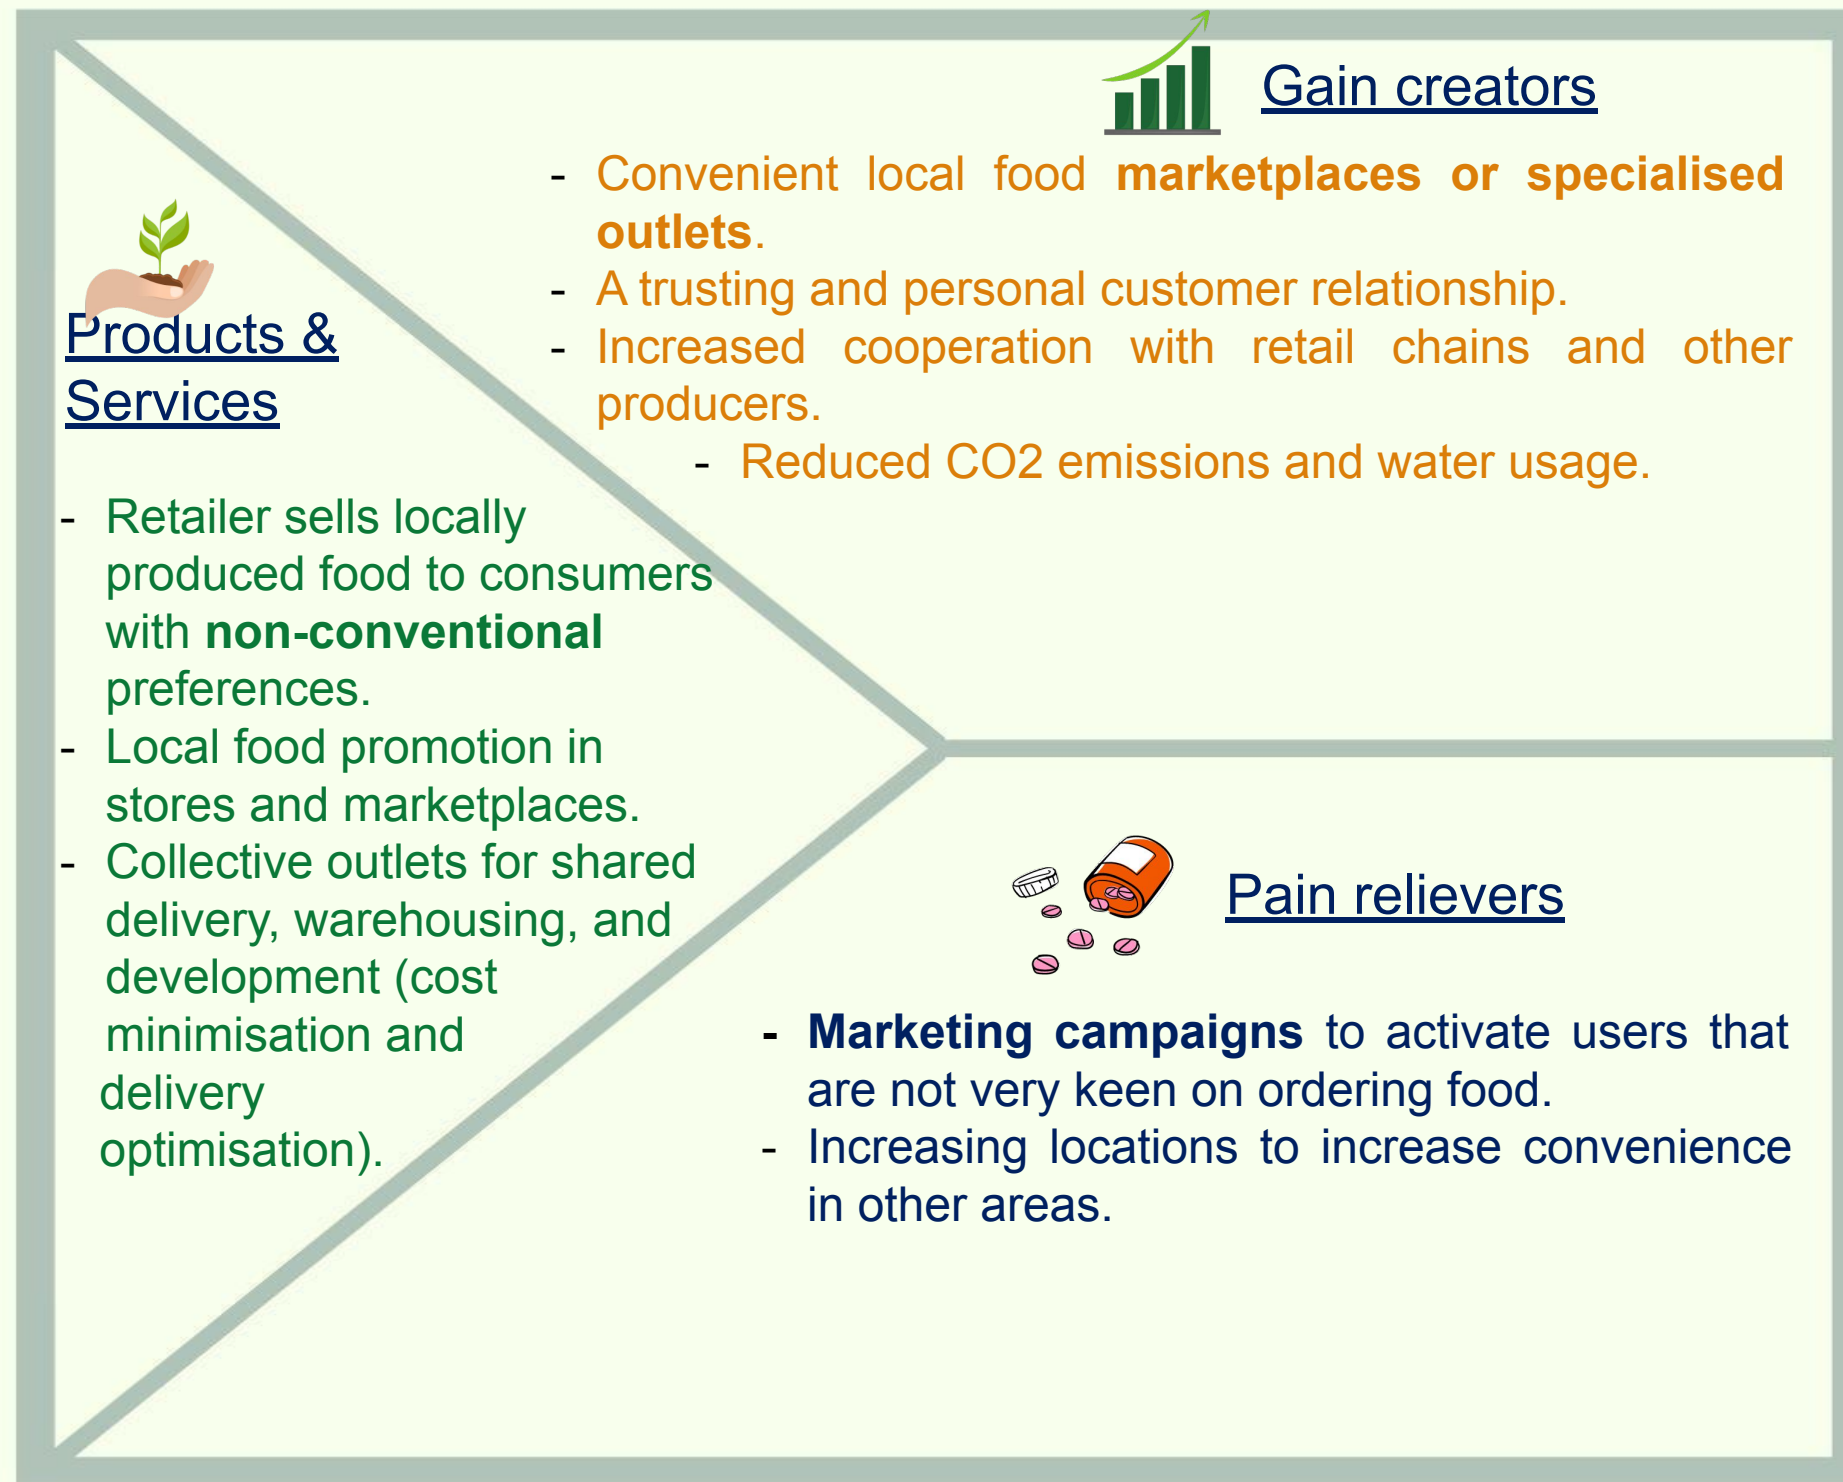 Gain creators
- Convenient local food marketplaces or specialised
outlets.
- A trusting and personal customer relationship.
- Increased cooperation with retail chains and other
producers.
- Reduced CO2 emissions and water usage.
Products &
Services
- Retailer sells locally
produced food to consumers
with non-conventional
preferences.
- Local food promotion in
stores and marketplaces.
- Collective outlets for shared
delivery, warehousing, and
development (cost
minimisation and
delivery
optimisation).
Pain relievers
- Marketing campaigns to activate users that
are not very keen on ordering food.
- Increasing locations to increase convenience
in other areas.